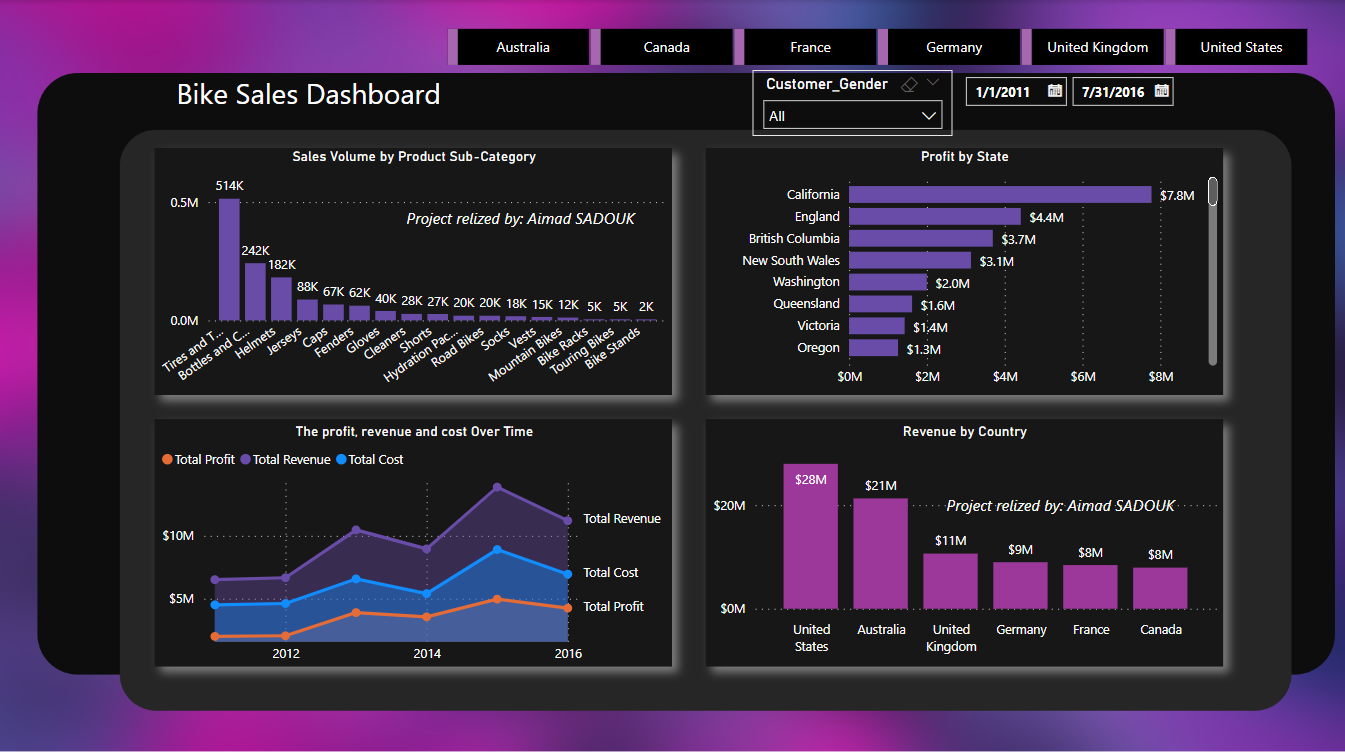 Australia
Canada
France
Germany
United Kingdom
United States
Bike Sales Dashboard
Customer_Gender
All
1/1/2011
7/31/2016
Sales Volume by Product Sub-Category
514K
0.5M
Project relized by: Aimad SADOUK
242K
182K
88K
67K
62K
40K
28K
27K
20K
20K
18K
15K
12K
5K
5K
2K
0.0M
Tires and T...
Bottles and C...
Helmets
Jerseys
Caps
Fenders
Gloves
Cleaners
Shorts
Hydration Pac...
Road Bikes
Socks
Vests
Mountain Bikes
Bike Racks
Touring Bikes
Bike Stands
Profit by State
California $7.8M
England $4.4M
British Columbia $3.7M
New South Wales $3.1M
Washington $2.0M
Queensland $1.6M
Victoria $1.4M
Oregon $1.3M
$0M $2M $4M $6M $8M
The profit, revenue and cost Over Time
Total Profit Total Revenue Total Cost
Total Revenue
$10M
Total Cost
$5M
Total Profit
2012 2014 2016
Revenue by Country
$28M
$21M
$20M
Project relized by: Aimad SADOUK
$11M
$9M
$8M
$8M
$0M
United
States
Australia
United
Kingdom
Germany
France
Canada